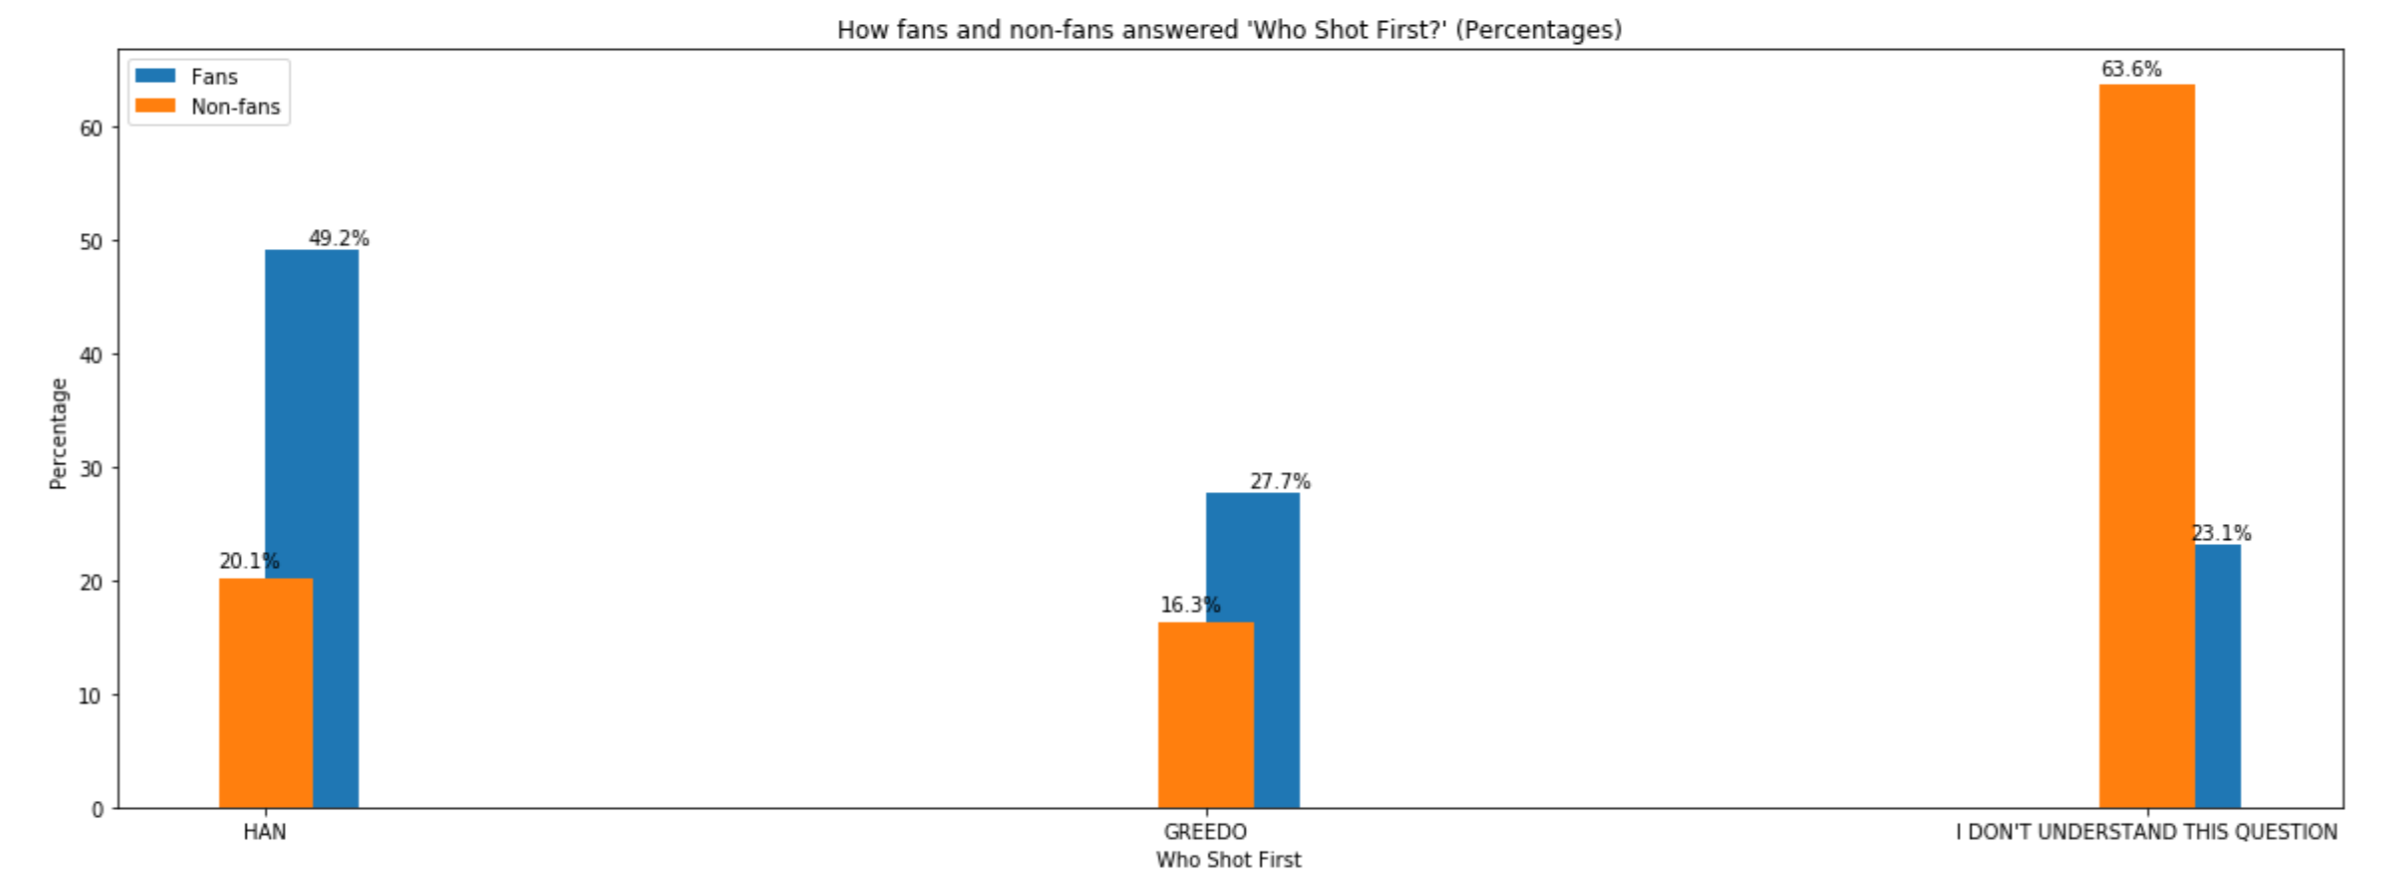 How fans and non-fans answered 'Who Shot First?' (Percentages)
Fans
Non-fans
63.6%
60
50
49.2%
40
Percentage
30
27.7%
23.1%
20.1%
20
16.3%
10
0
HAN
GREEDO
I DON'T UNDERSTAND THIS QUESTION
Who Shot First